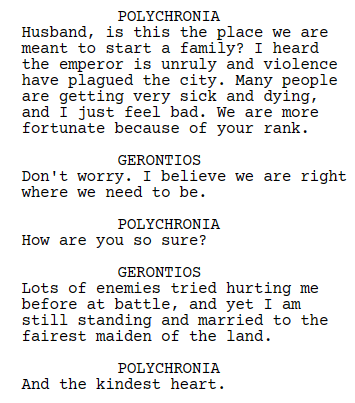 POLYCHRONIA
Husband, is this the place we are
meant to start a family? I heard
the emperor is unruly and violence
have plagued the city. Many people
are getting very sick and dying,
and I just feel bad. We are more
fortunate because of your rank.
GERONTIOS
Don't worry. I believe we are right
where we need to be.
POLYCHRONIA
How are you so sure?
GERONTIOS
Lots of enemies tried hurting me
before at battle, and yet I am
still standing and married to the
fairest maiden of the land.
POLYCHRONIA
And the kindest heart.